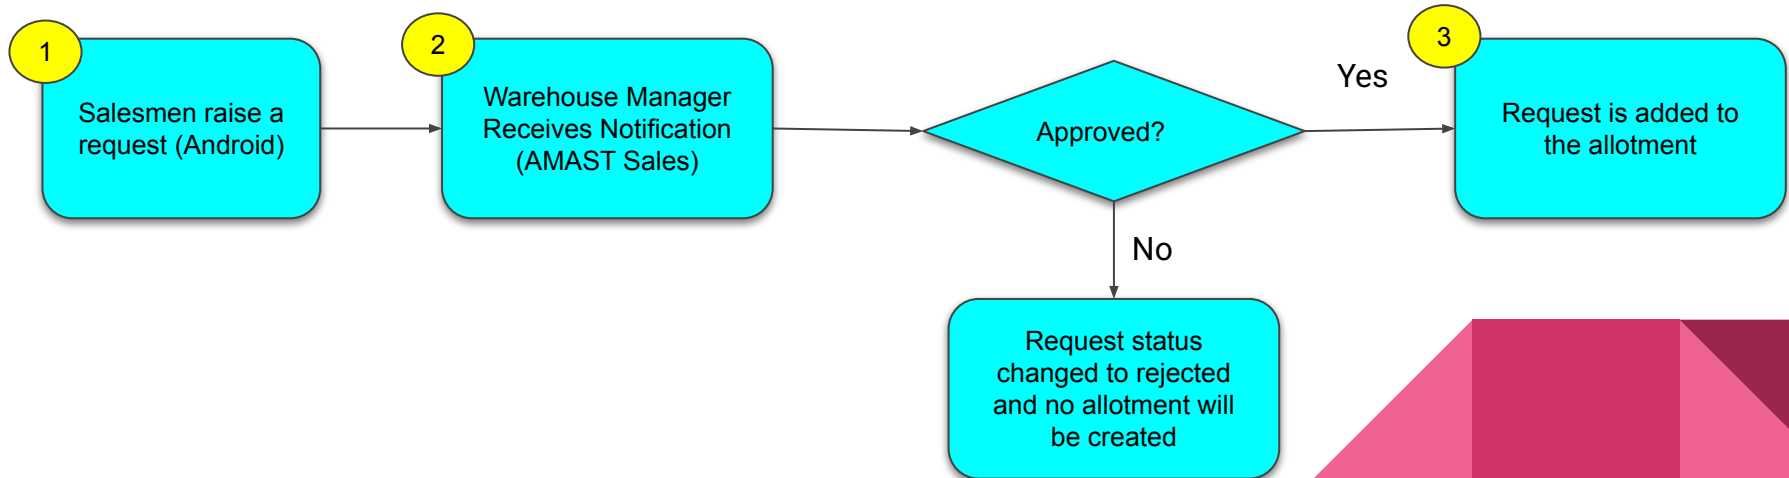 1
Salesmen raise a
request (Android)
2
Warehouse Manager
Receives Notification
(AMAST Sales)
Approved?
Yes
3
Request is added to
the allotment
No
Request status
changed to rejected
and no allotment will
be created